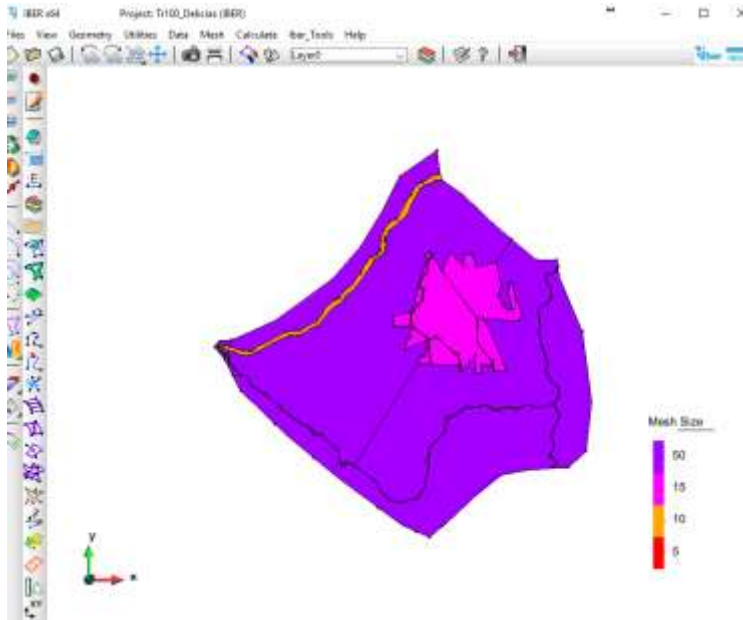 IBER x64 Project: Tr100_Delicias (IBER)
Files View Geometry Utilities Data Mesh Calculate Iber_Tools Help
Layer0
Iber
Mesh Size
50
15
10
5
y
x